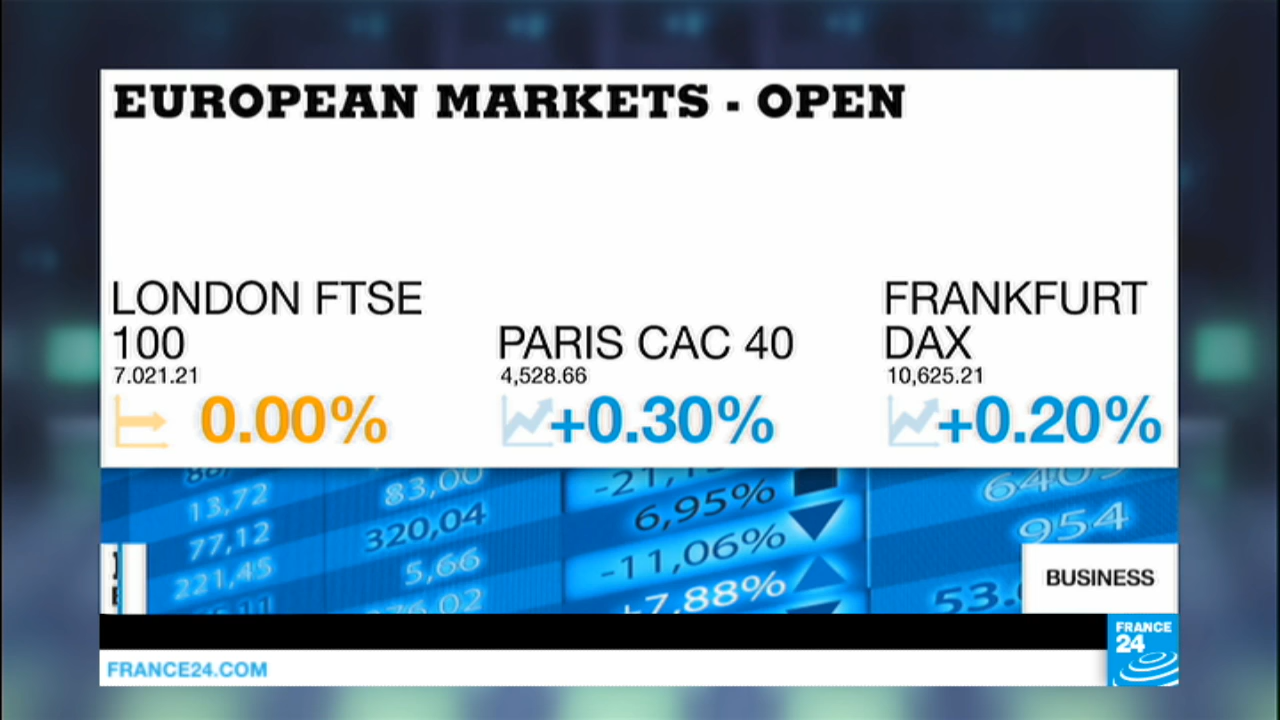 EUROPEAN MARKETS - OPEN
LONDON FTSE
100
7.021.21
0.00%
PARIS CAC 40
4,528.66
+0.30%
FRANKFURT
DAX
10,625.21
+0.20%
13,72
77,12
221,45
83,00
320,04
5,66
6,95%
-11,06%
+7,88%
954
BUSINESS
FRANCE
24
FRANCE24.COM